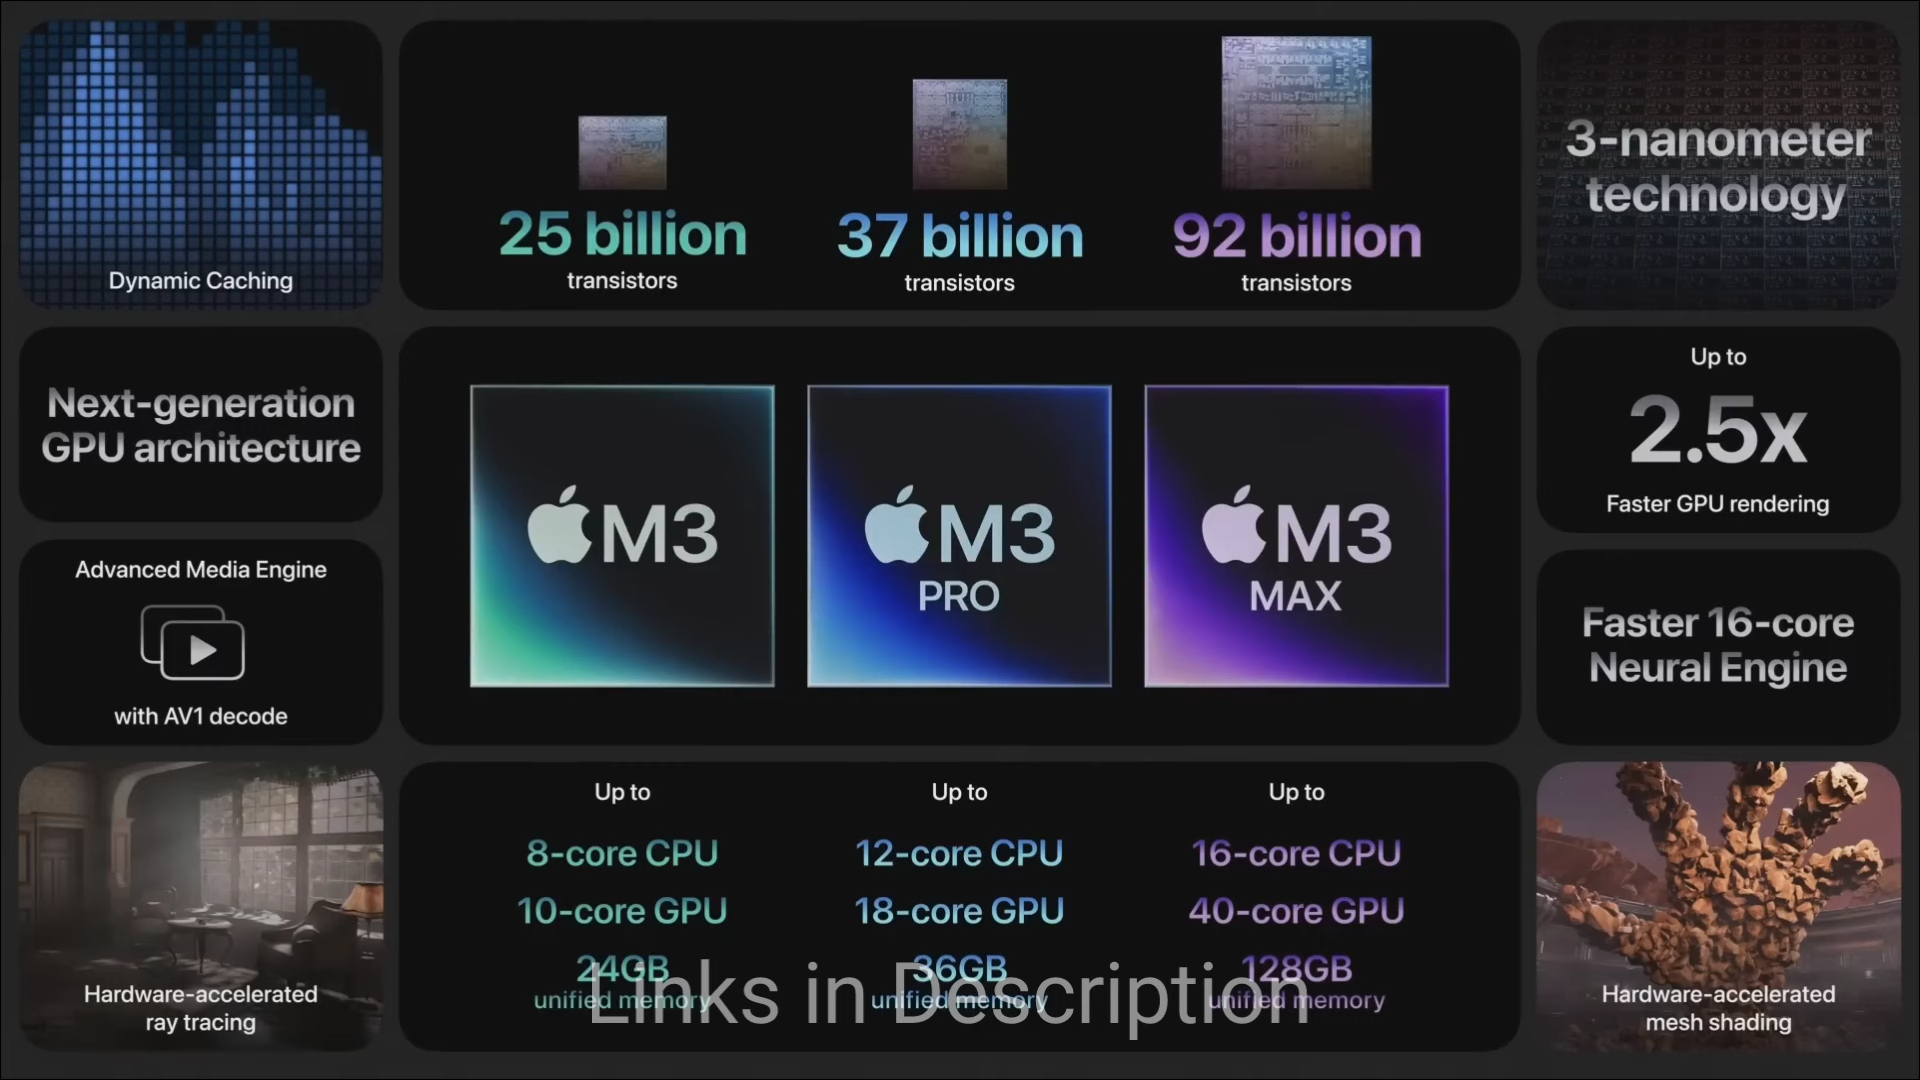 Dynamic Caching
25 billion
transistors
37 billion
transistors
92 billion
transistors
3-nanometer
technology
Next-generation
GPU architecture
M3
M3
PRO
M3
MAX
Up to
2.5x
Faster GPU rendering
Advanced Media Engine
with AV1 decode
Faster 16-core
Neural Engine
Hardware-accelerated
ray tracing
Up to
8-core CPU
10-core GPU
24GB
unified memory
Up to
12-core CPU
18-core GPU
36GB
unified memory
Up to
16-core CPU
40-core GPU
128GB
unified memory
Links in Description
Hardware-accelerated
mesh shading